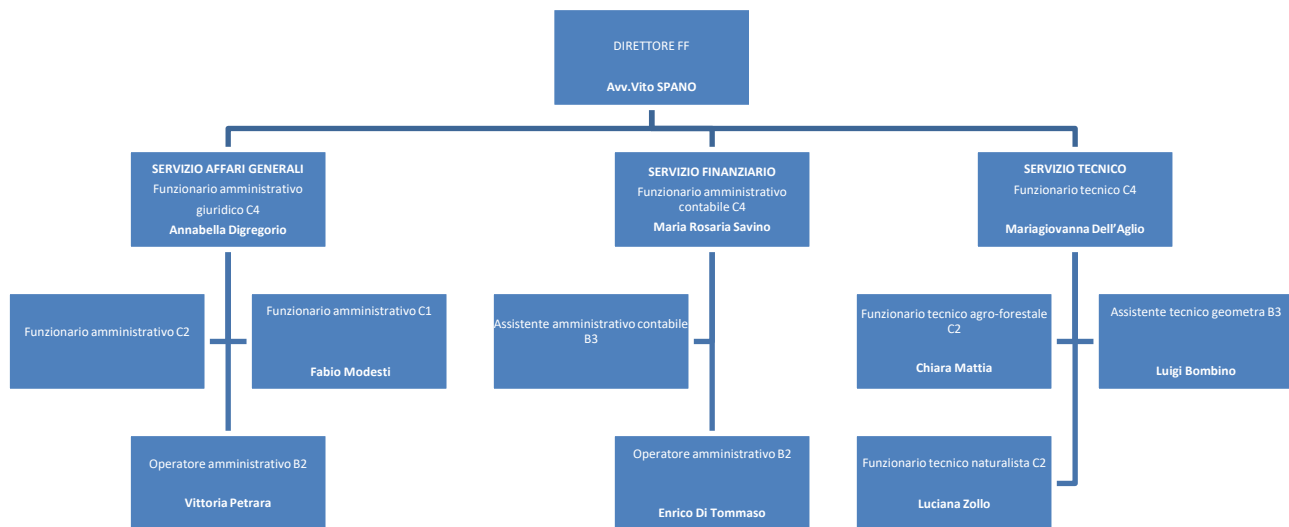 DIRETTORE FF
Avv.Vito SPANO
SERVIZIO AFFARI GENERALI
Funzionario amministrativo
giuridico C4
Annabella Digregorio
SERVIZIO FINANZIARIO
Funzionario amministrativo
contabile C4
Maria Rosaria Savino
SERVIZIO TECNICO
Funzionario tecnico C4
Mariagiovanna Dell’Aglio
Funzionario amministrativo C2
Funzionario amministrativo C1
Fabio Modesti
Assistente amministrativo contabile
B3
Funzionario tecnico agro-forestale
C2
Chiara Mattia
Assistente tecnico geometra B3
Luigi Bombino
Operatore amministrativo B2
Vittoria Petrara
Operatore amministrativo B2
Enrico Di Tommaso
Funzionario tecnico naturalista C2
Luciana Zollo